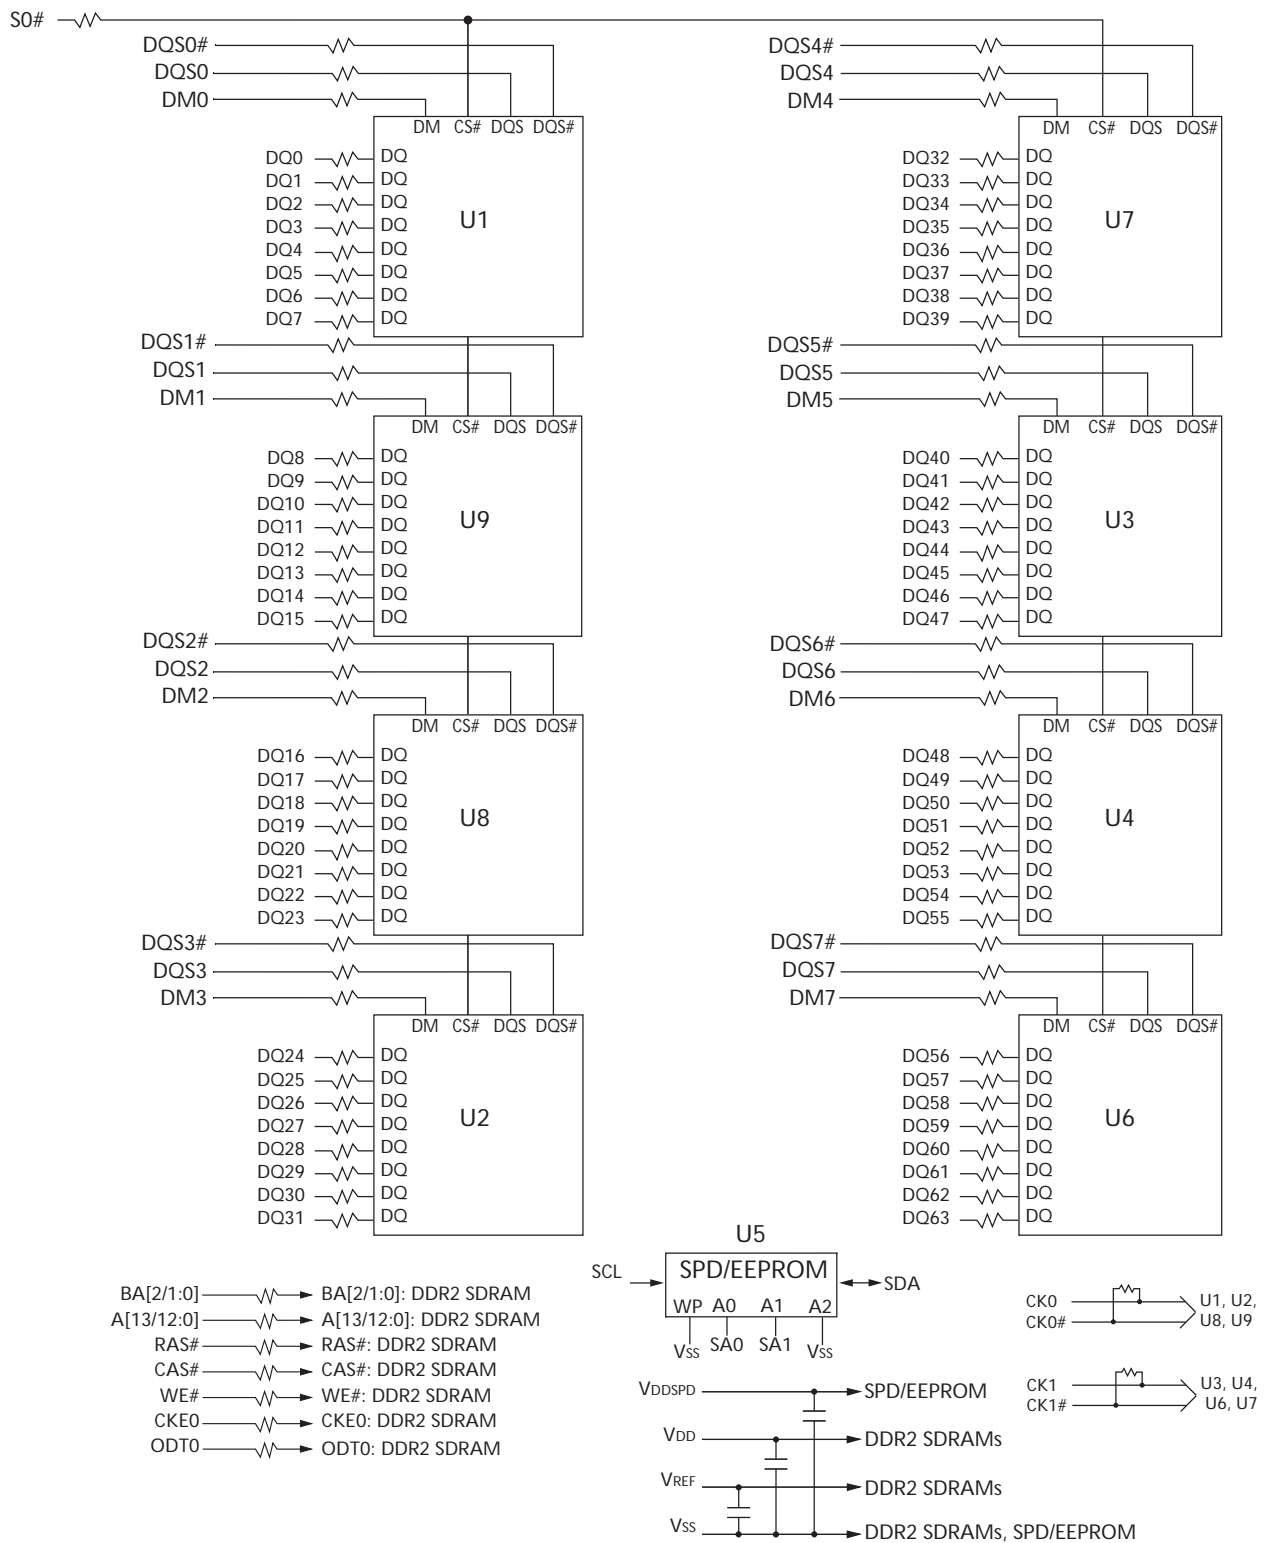 S0#
DQS0#
DQS0
DM0
DM CS# DQS DQS#
DQ0 DQ
DQ1 DQ
DQ2 DQ
DQ3 DQ
DQ4 DQ
DQ5 DQ
DQ6 DQ
DQ7 DQ
U1
DQS1#
DQS1
DM1
DM CS# DQS DQS#
DQ8 DQ
DQ9 DQ
DQ10 DQ
DQ11 DQ
DQ12 DQ
DQ13 DQ
DQ14 DQ
DQ15 DQ
U9
DQS2#
DQS2
DM2
DM CS# DQS DQS#
DQ16 DQ
DQ17 DQ
DQ18 DQ
DQ19 DQ
DQ20 DQ
DQ21 DQ
DQ22 DQ
DQ23 DQ
U8
DQS3#
DQS3
DM3
DM CS# DQS DQS#
DQ24 DQ
DQ25 DQ
DQ26 DQ
DQ27 DQ
DQ28 DQ
DQ29 DQ
DQ30 DQ
DQ31 DQ
U2
DQS4#
DQS4
DM4
DM CS# DQS DQS#
DQ32 DQ
DQ33 DQ
DQ34 DQ
DQ35 DQ
DQ36 DQ
DQ37 DQ
DQ38 DQ
DQ39 DQ
U7
DQS5#
DQS5
DM5
DM CS# DQS DQS#
DQ40 DQ
DQ41 DQ
DQ42 DQ
DQ43 DQ
DQ44 DQ
DQ45 DQ
DQ46 DQ
DQ47 DQ
U3
DQS6#
DQS6
DM6
DM CS# DQS DQS#
DQ48 DQ
DQ49 DQ
DQ50 DQ
DQ51 DQ
DQ52 DQ
DQ53 DQ
DQ54 DQ
DQ55 DQ
U4
DQS7#
DQS7
DM7
DM CS# DQS DQS#
DQ56 DQ
DQ57 DQ
DQ58 DQ
DQ59 DQ
DQ60 DQ
DQ61 DQ
DQ62 DQ
DQ63 DQ
U6
BA[2/1:0] BA[2/1:0]: DDR2 SDRAM
A[13/12:0] A[13/12:0]: DDR2 SDRAM
RAS# RAS#: DDR2 SDRAM
CAS# CAS#: DDR2 SDRAM
WE# WE#: DDR2 SDRAM
CKE0 CKE0: DDR2 SDRAM
ODT0 ODT0: DDR2 SDRAM
U5
SCL SPD/EEPROM SDA
WP A0 A1 A2
VSS SA0 SA1 VSS
VDDSPD SPD/EEPROM
VDD DDR2 SDRAMs
VREF DDR2 SDRAMs
VSS DDR2 SDRAMs, SPD/EEPROM
CK0 U1, U2,
CK0# U8, U9
CK1 U3, U4,
CK1# U6, U7